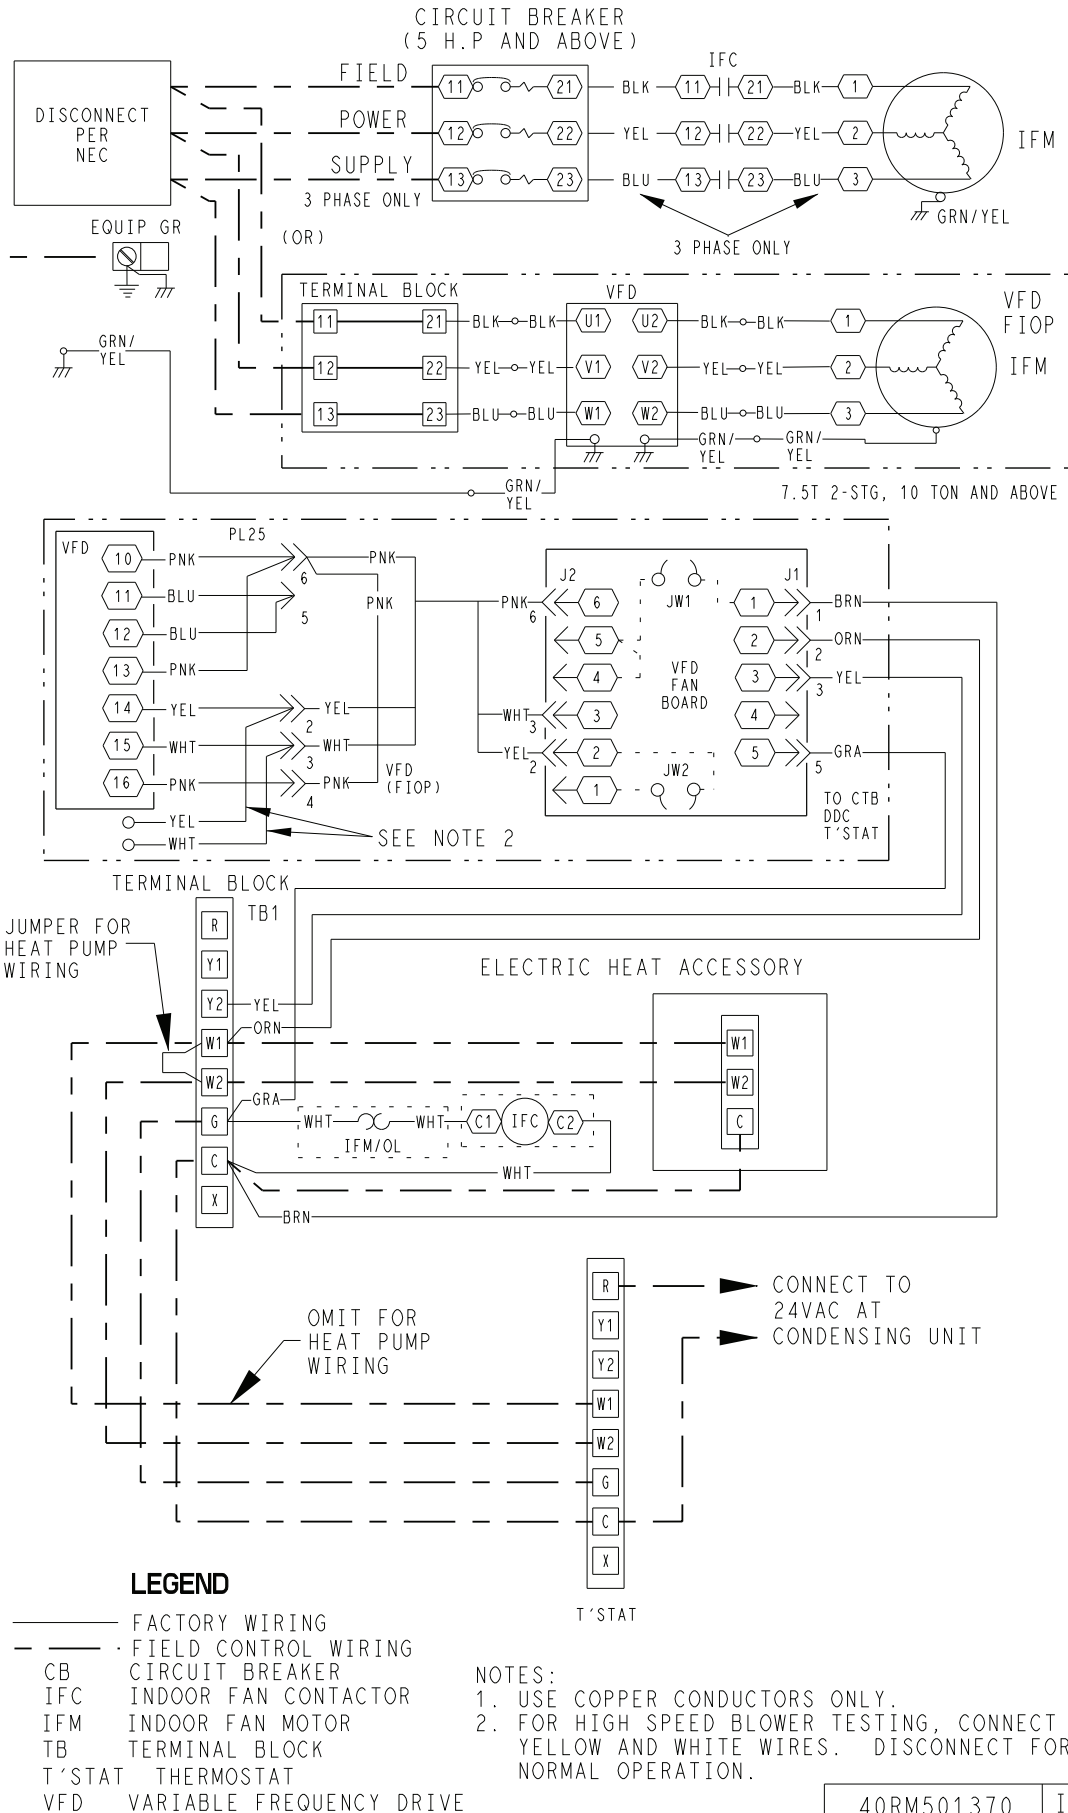 CIRCUIT BREAKER
(5 H.P AND ABOVE)
DISCONNECT
PER
NEC
FIELD
POWER
SUPPLY
3 PHASE ONLY
11 21 BLK 11 21 BLK 1
12 22 YEL 12 22 YEL 2
13 23 BLU 13 23 BLU 3
IFC
IFM
GRN/YEL
3 PHASE ONLY
EQUIP GR
(OR)
TERMINAL BLOCK
VFD
VFD
FIOP
IFM
11 21 BLK BLK U1 U2 BLK BLK 1
12 22 YEL YEL V1 V2 YEL YEL 2
13 23 BLU BLU W1 W2 BLU BLU 3
GRN/
YEL
GRN/
YEL
GRN/
YEL
GRN/
YEL
7.5T 2-STG, 10 TON AND ABOVE
VFD
PL25
10 PNK 6 PNK
11 BLU 5 PNK
12 BLU
13 PNK
14 YEL 2 YEL
15 WHT 3 WHT
16 PNK 4 PNK
VFD
(FIOP)
YEL
WHT
SEE NOTE 2
J2
J1
PNK 6 6
5
4
WHT 3 3
YEL 2 2
1
JW1
VFD
FAN
BOARD
JW2
1 1 BRN
2 2 ORN
3 3 YEL
4
5 5 GRA
TO CTB
DDC
T'STAT
TERMINAL BLOCK
TB1
JUMPER FOR
HEAT PUMP
WIRING
R
Y1
Y2 YEL
ORN
W1
W2
GRA
G WHT WHT C1 IFC C2
IFM/OL
C
WHT
X
BRN
ELECTRIC HEAT ACCESSORY
W1
W2
C
OMIT FOR
HEAT PUMP
WIRING
R
Y1
Y2
W1
W2
G
C
X
T'STAT
CONNECT TO
24VAC AT
CONDENSING UNIT
LEGEND
FACTORY WIRING
FIELD CONTROL WIRING
CB CIRCUIT BREAKER
IFC INDOOR FAN CONTACTOR
IFM INDOOR FAN MOTOR
TB TERMINAL BLOCK
T'STAT THERMOSTAT
VFD VARIABLE FREQUENCY DRIVE
NOTES:
1. USE COPPER CONDUCTORS ONLY.
2. FOR HIGH SPEED BLOWER TESTING, CONNECT
YELLOW AND WHITE WIRES. DISCONNECT FOR
NORMAL OPERATION.
40RM501370